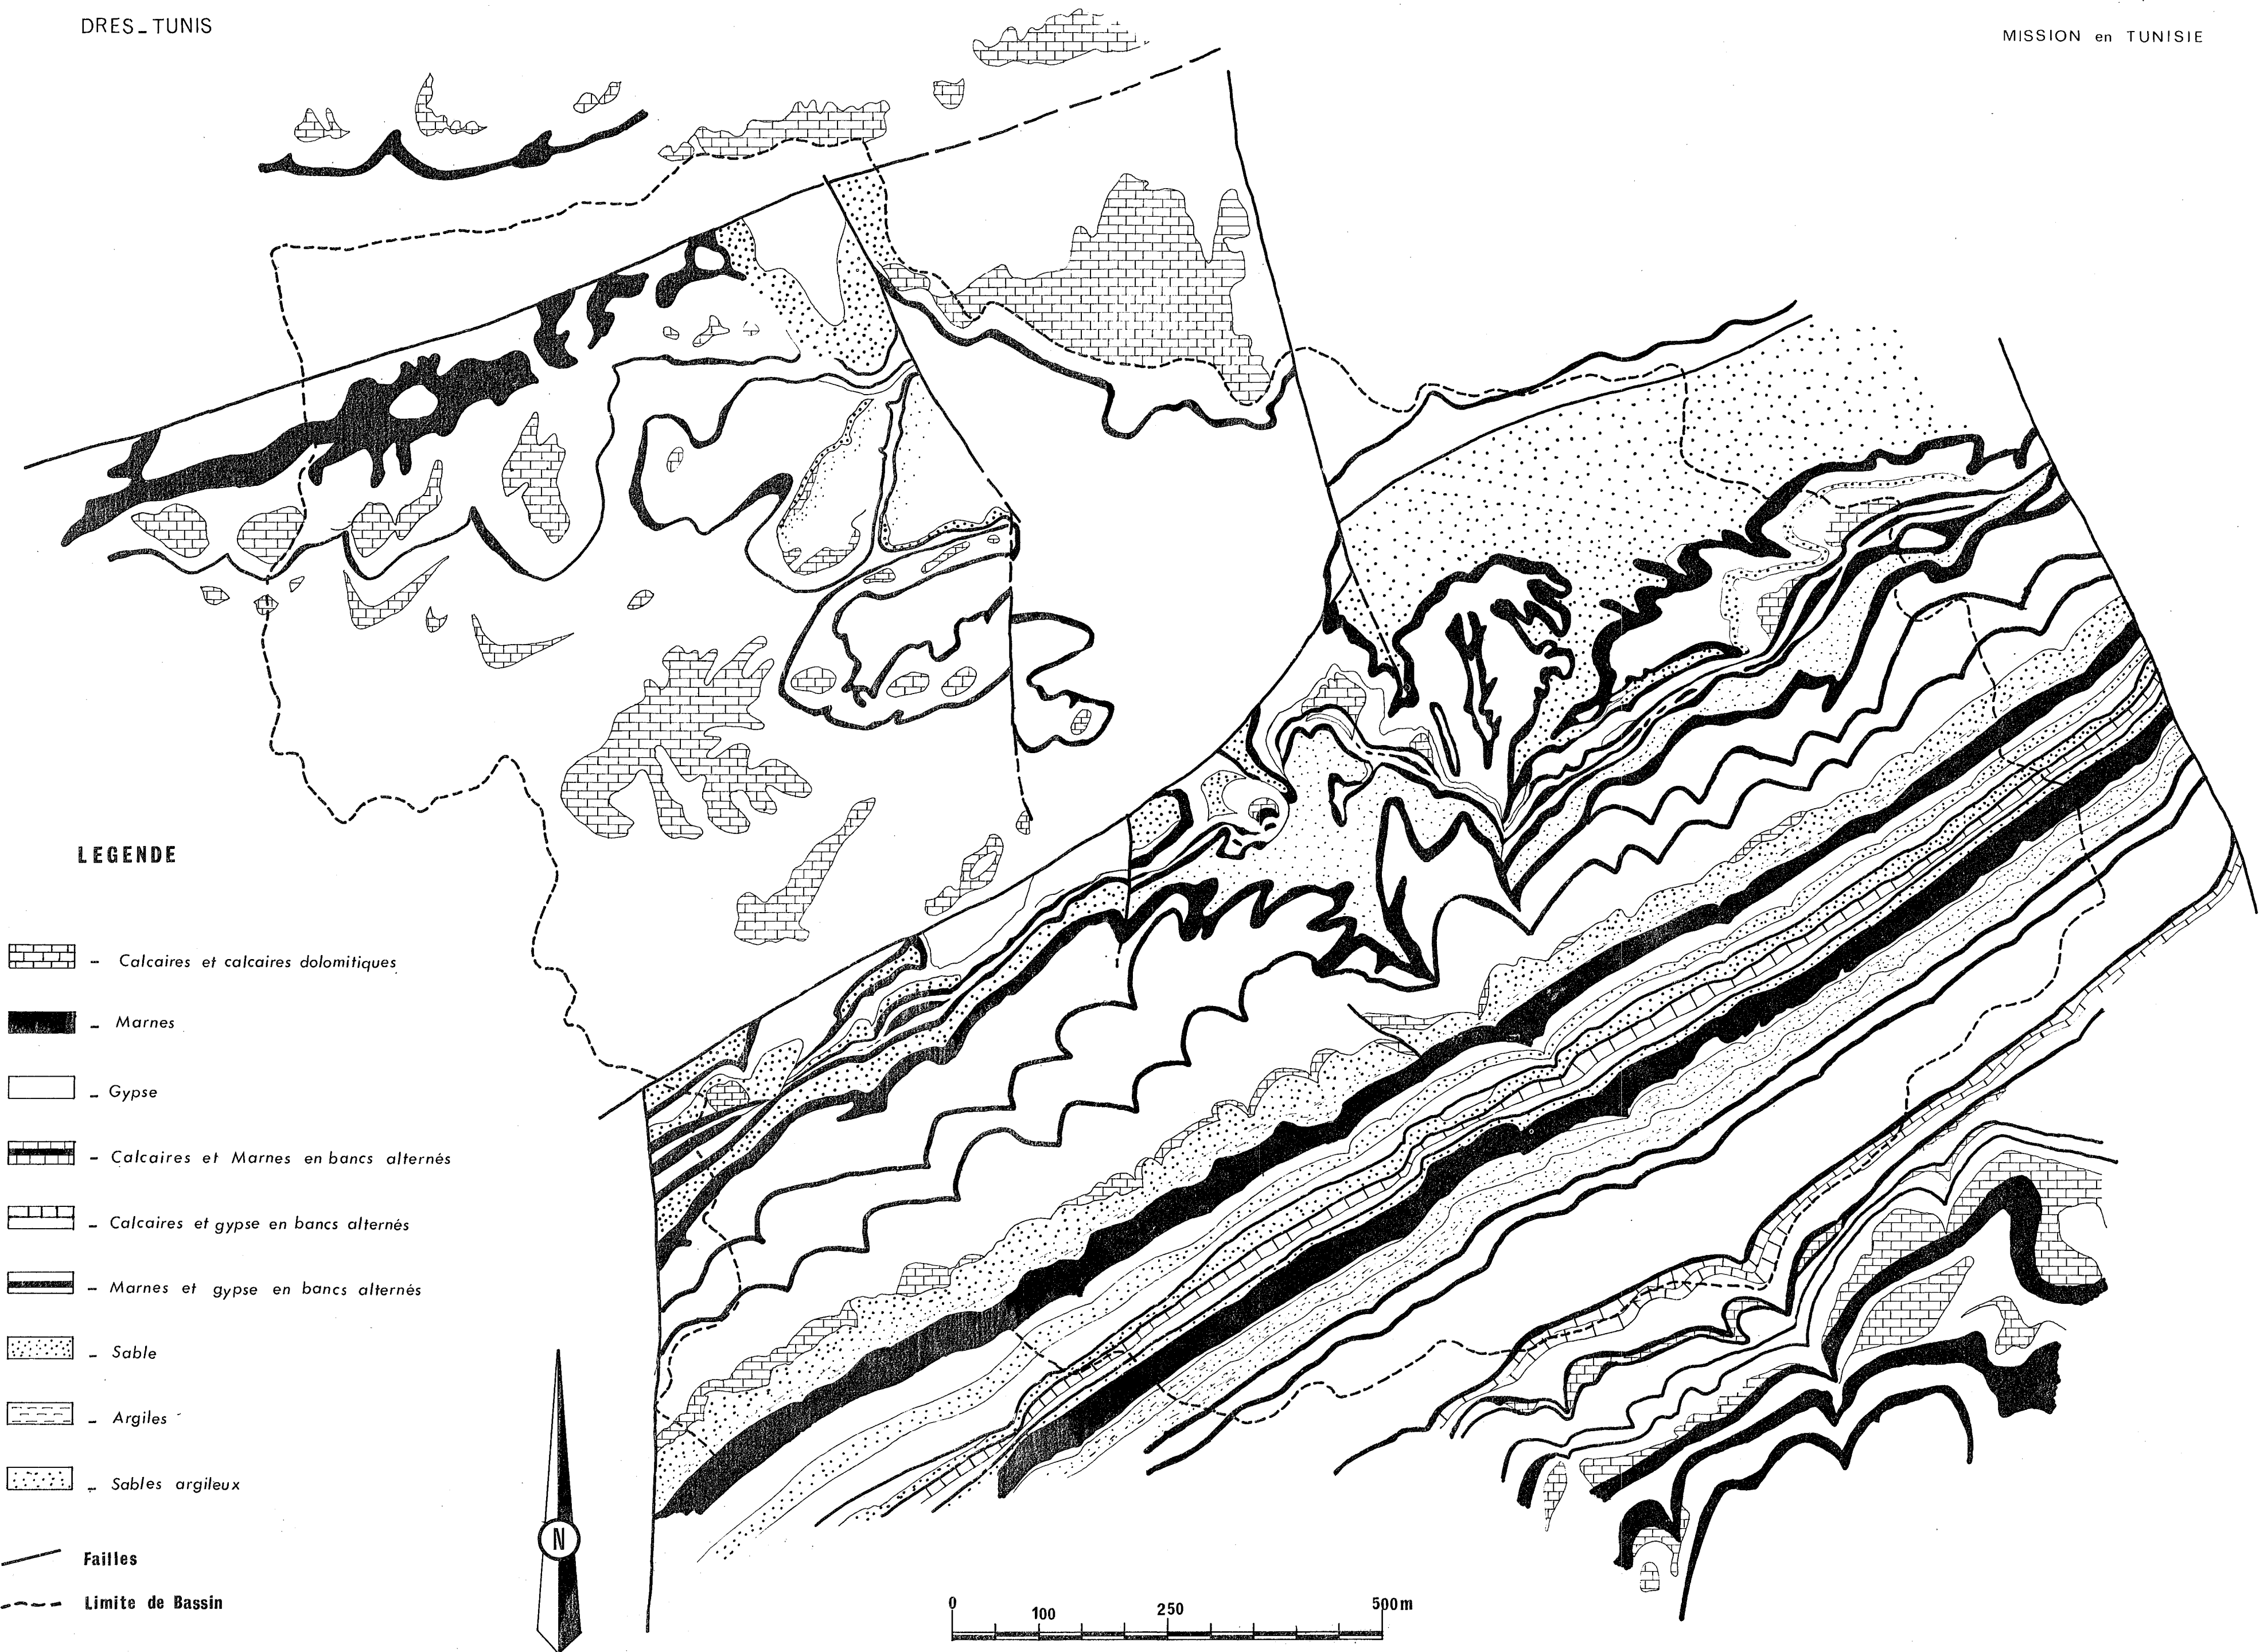 DRES_TUNIS
MISSION en TUNISIE
LEGENDE
- Calcaires et calcaires dolomitiques
- Marnes
- Gypse
- Calcaires et Marnes en bancs alternés
- Calcaires et gypse en bancs alternés
- Marnes et gypse en bancs alternés
- Sable
- Argiles
- Sables argileux
Failles
Limite de Bassin
N
0 100 250 500m